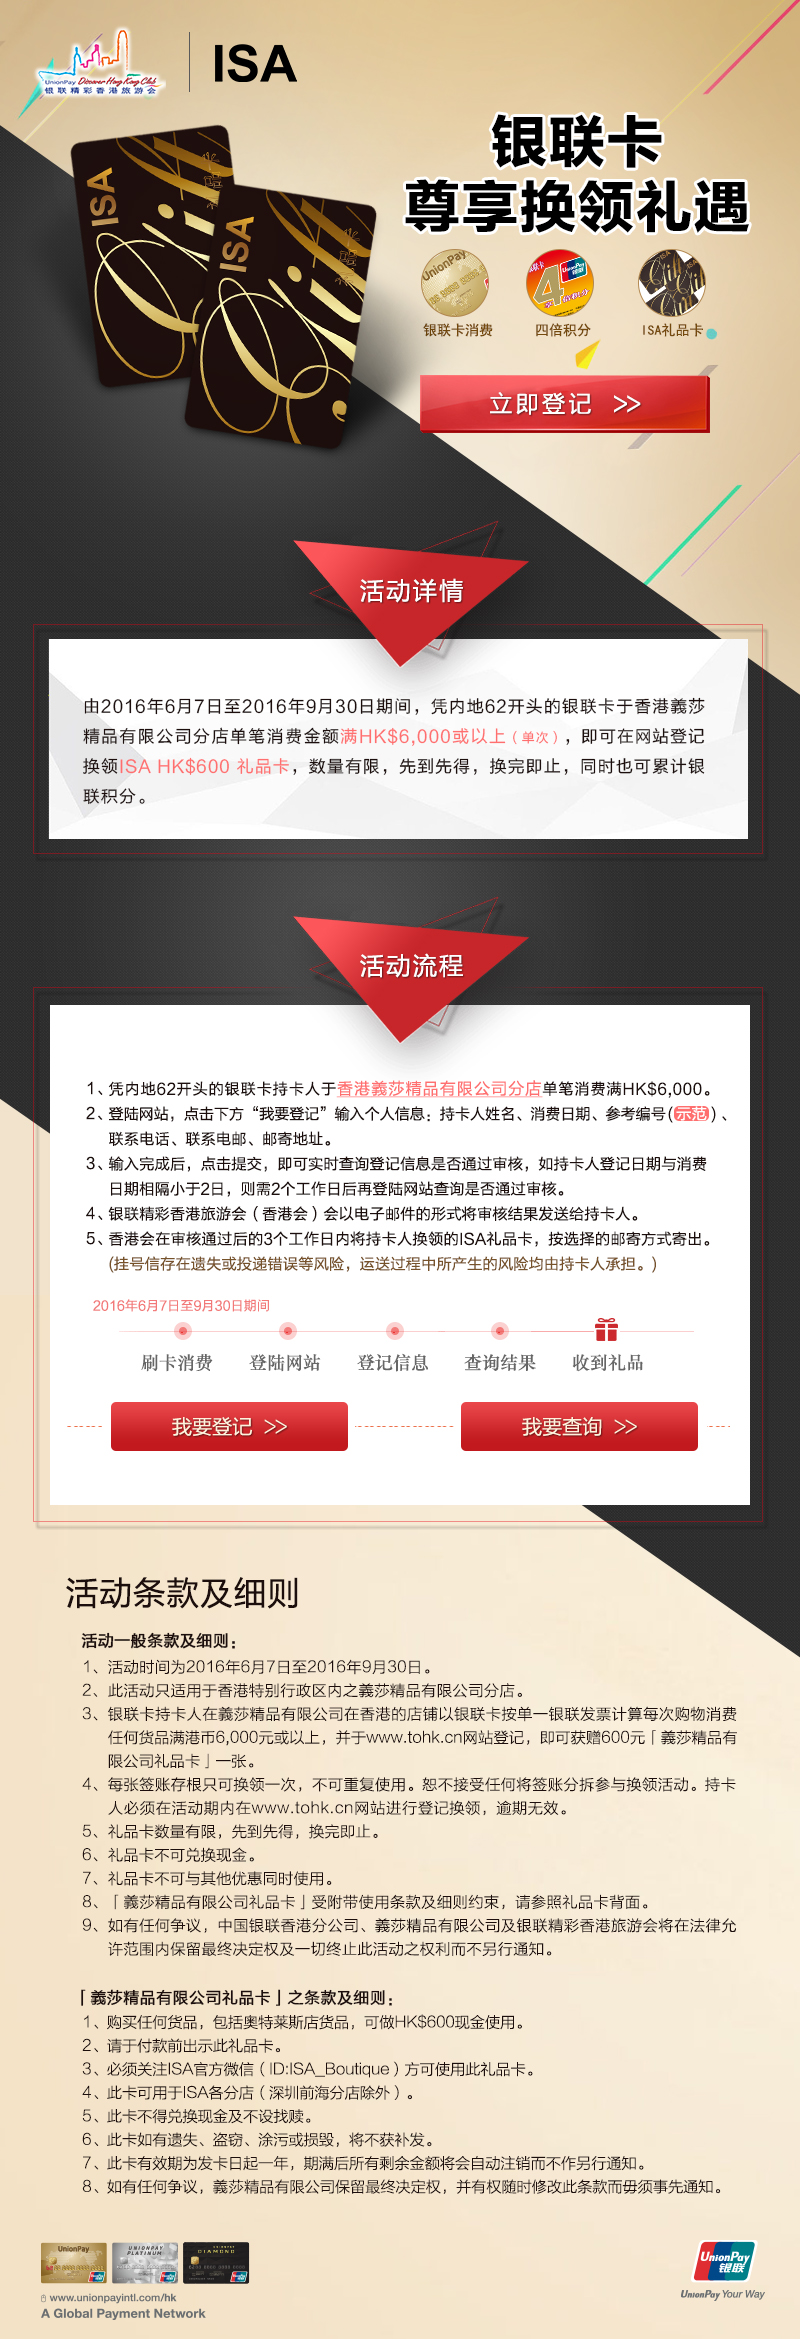 UnionPay Discover Hong Kong Club
银联精彩香港旅游会
ISA
银联卡
尊享换领礼遇
ISA
ISA
UnionPay
银联卡消费
四倍积分
ISA礼品卡
立即登记 >>
活动详情
由2016年6月7日至2016年9月30日期间，凭内地62开头的银联卡于香港義莎
精品有限公司分店单笔消费金额满HK$6,000或以上（单次），即可在网站登记
换领ISA HK$600 礼品卡，数量有限，先到先得，换完即止，同时也可累计银
联积分。
活动流程
1、凭内地62开头的银联卡持卡人于香港義莎精品有限公司分店单笔消费满HK$6,000。
2、登陆网站，点击下方“我要登记”输入个人信息：持卡人姓名、消费日期、参考编号(示范)、
联系电话、联系电邮、邮寄地址。
3、输入完成后，点击提交，即可实时查询登记信息是否通过审核，如持卡人登记日期与消费
日期相隔小于2日，则需2个工作日后再登陆网站查询是否通过审核。
4、银联精彩香港旅游会（香港会）会以电子邮件的形式将审核结果发送给持卡人。
5、香港会在审核通过后的3个工作日内将持卡人换领的ISA礼品卡，按选择的邮寄方式寄出。
(挂号信存在遗失或投递错误等风险，运送过程中所产生的风险均由持卡人承担。)
2016年6月7日至9月30日期间
刷卡消费 登陆网站 登记信息 查询结果 收到礼品
我要登记 >> 我要查询 >>
活动条款及细则
活动一般条款及细则：
1、活动时间为2016年6月7日至2016年9月30日。
2、此活动只适用于香港特别行政区内之義莎精品有限公司分店。
3、银联卡持卡人在義莎精品有限公司在香港的店铺以银联卡按单一银联发票计算每次购物消费
任何货品满港币6,000元或以上，并于www.tohk.cn网站登记，即可获赠600元「義莎精品有
限公司礼品卡」一张。
4、每张签账存根只可换领一次，不可重复使用。恕不接受任何将签账分拆参与换领活动。持卡
人必须在活动期内在www.tohk.cn网站进行登记换领，逾期无效。
5、礼品卡数量有限，先到先得，换完即止。
6、礼品卡不可兑换现金。
7、礼品卡不可与其他优惠同时使用。
8、「義莎精品有限公司礼品卡」受附带使用条款及细则约束，请参照礼品卡背面。
9、如有任何争议，中国银联香港分公司、義莎精品有限公司及银联精彩香港旅游会将在法律允
许范围内保留最终决定权及一切终止此活动之权利而不另行通知。
「義莎精品有限公司礼品卡」之条款及细则：
1、购买任何货品，包括奥特莱斯店货品，可做HK$600现金使用。
2、请于付款前出示此礼品卡。
3、必须关注ISA官方微信（ID:ISA_Boutique）方可使用此礼品卡。
4、此卡可用于ISA各分店（深圳前海分店除外）。
5、此卡不得兑换现金及不设找赎。
6、此卡如有遗失、盗窃、涂污或损毁，将不获补发。
7、此卡有效期为发卡日起一年，期满后所有剩余金额将会自动注销而不作另行通知。
8、如有任何争议，義莎精品有限公司保留最终决定权，并有权随时修改此条款而毋须事先通知。
UnionPay
UNIONPAY PLATINUM
DIAMOND
www.unionpayintl.com/hk
A Global Payment Network
UnionPay
银联
UnionPay Your Way